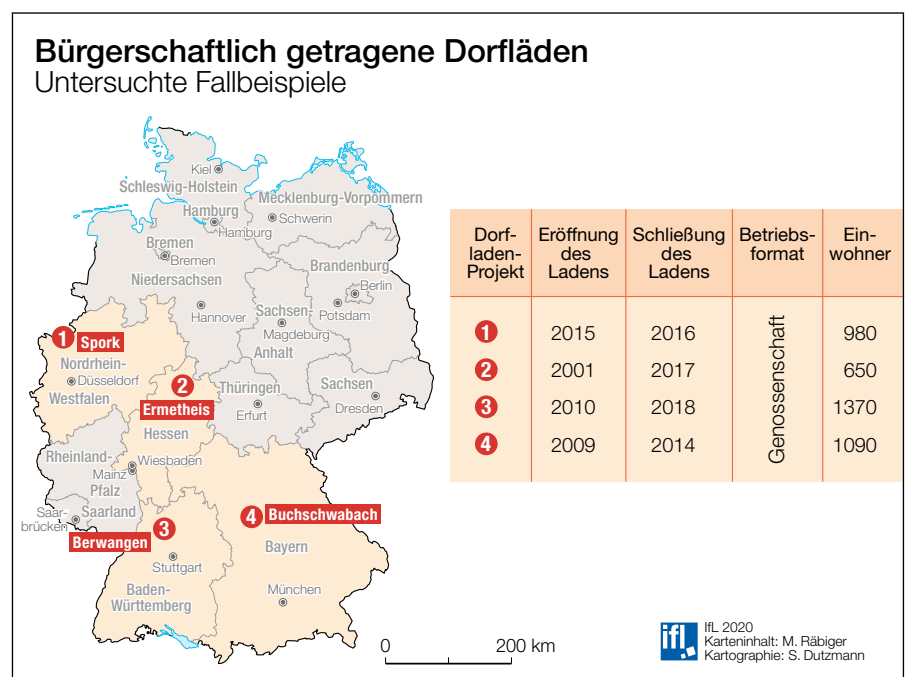 Bürgerschaftlich getragene Dorfläden
Untersuchte Fallbeispiele
Kiel
Schleswig-Holstein
Mecklenburg-Vorpommern
Hamburg
Schwerin
Hamburg
Bremen
Bremen
Brandenburg
Niedersachsen
Berlin
Hannover
Sachsen-
Potsdam
Magdeburg
Anhalt
1 Spork
Nordrhein-
Düsseldorf
Westfalen
2
Ermetheis
Thüringen
Sachsen
Erfurt
Dresden
Hessen
Rheinland-
Wiesbaden
Mainz
Pfalz
Saar-
brücken
Saarland
3
Berwangen
4 Buchschwabach
Bayern
Stuttgart
Baden-
Württemberg
München
0 200 km
Dorf-
laden-
Projekt
Eröffnung
des
Ladens
Schließung
des
Ladens
Betriebs-
format
Ein-
wohner
1 2015 2016 980
2 2001 2017 650
3 2010 2018 1370
4 2009 2014 1090
Genossenschaft
ifl
IfL 2020
Karteninhalt: M. Räbiger
Kartographie: S. Dutzmann